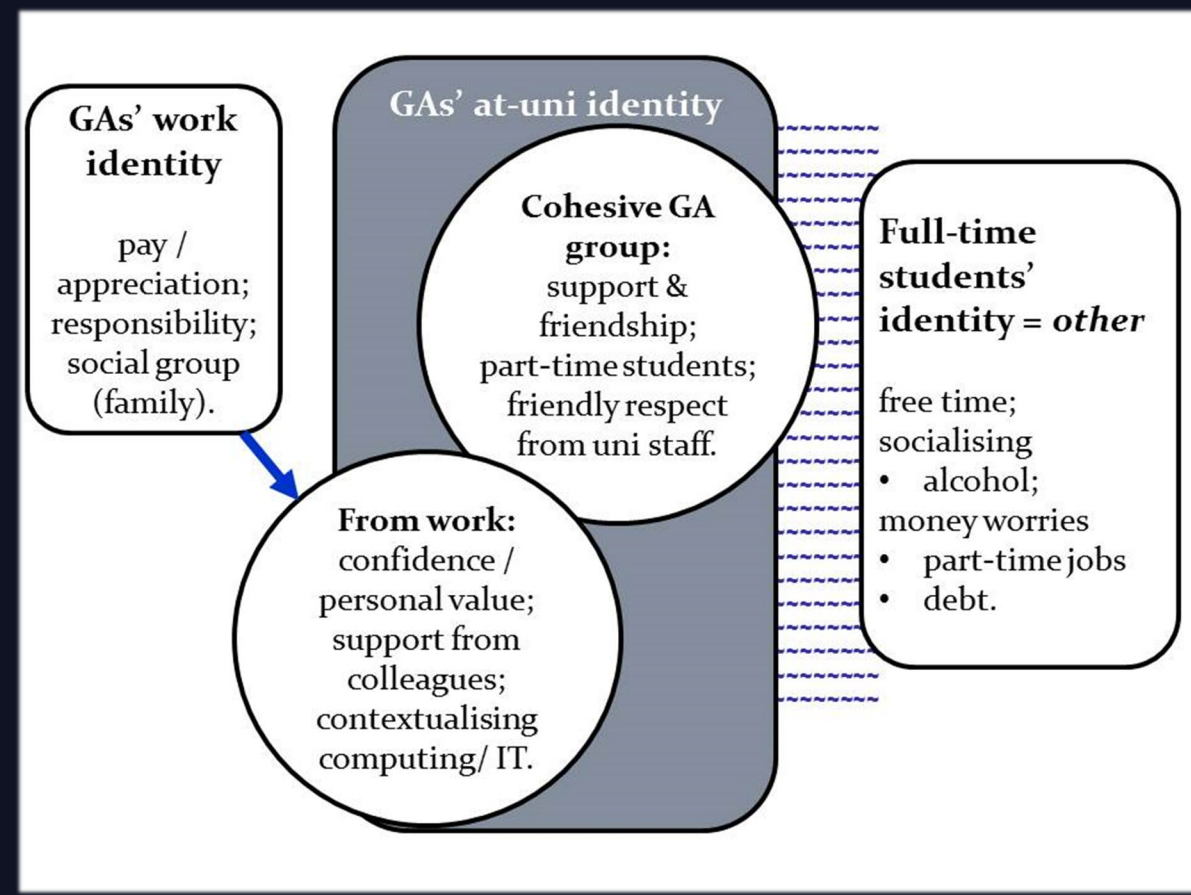 GAs’ work
identity
pay /
appreciation;
responsibility;
social group
(family).
GAs’ at-uni identity
Cohesive GA
group:
support &
friendship;
part-time students;
friendly respect
from uni staff.
From work:
confidence /
personal value;
support from
colleagues;
contextualising
computing/ IT.
Full-time
students’
identity = other
free time;
socialising
• alcohol;
money worries
• part-time jobs
• debt.